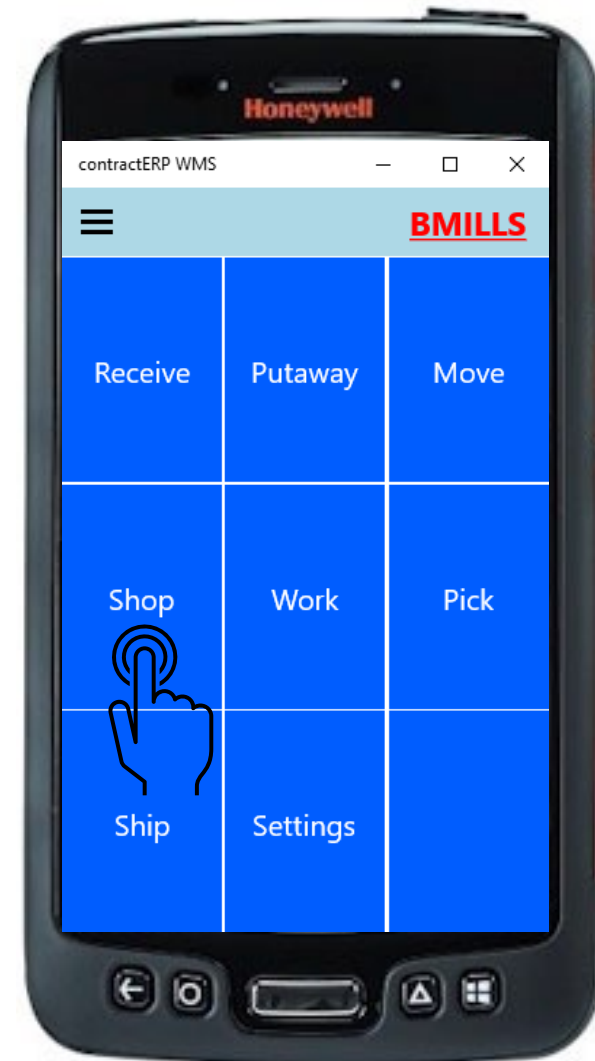 Honeywell
contractERP WMS
BMILLS
Receive Putaway Move
Shop Work Pick
Ship Settings